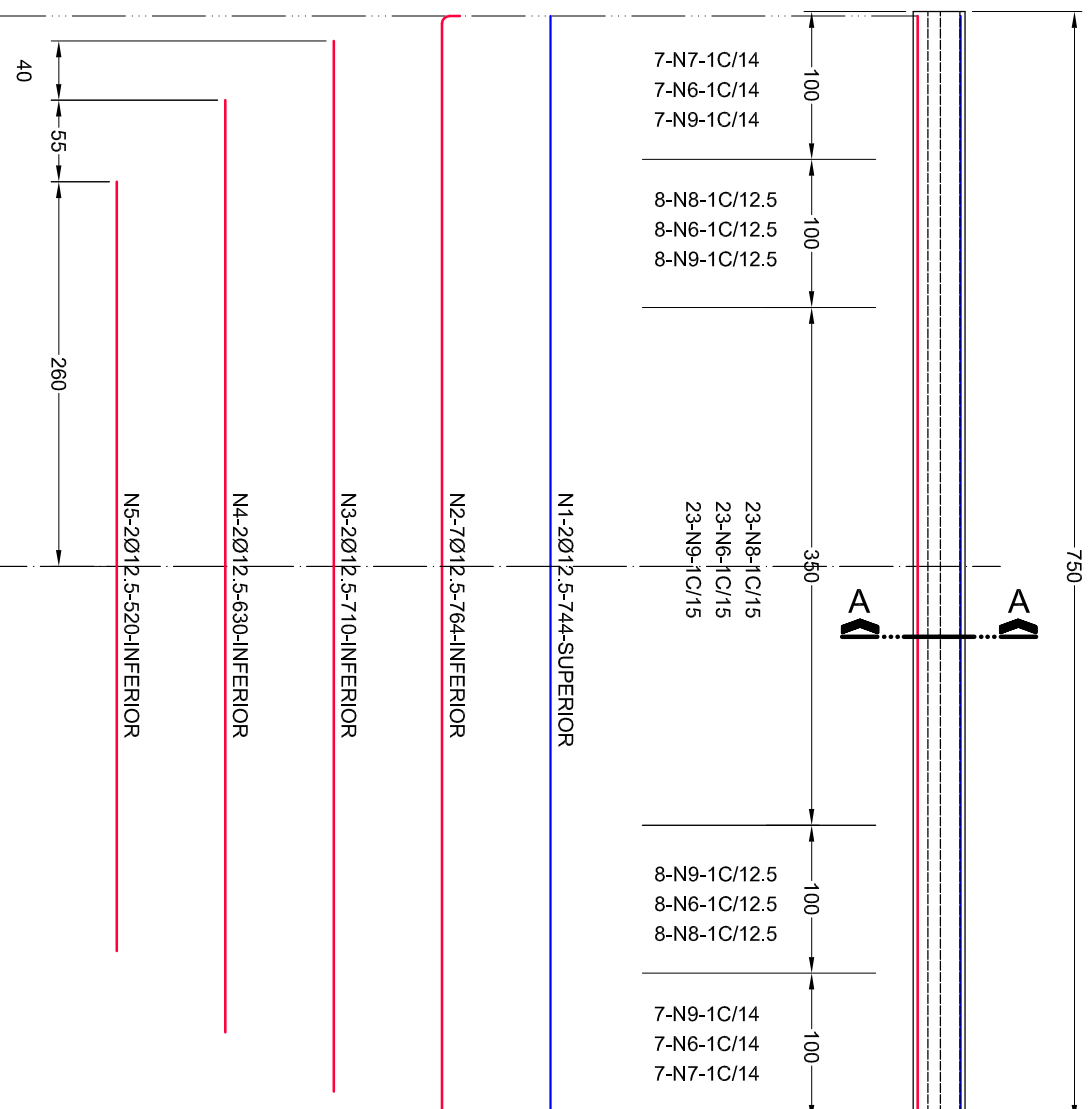 7-N7-1C/14
7-N6-1C/14
7-N9-1C/14
100
8-N8-1C/12.5
8-N6-1C/12.5
8-N9-1C/12.5
100
40
55
260
750
23-N8-1C/15
23-N6-1C/15
23-N9-1C/15
350
A
A
N1-2Ø12.5-744-SUPERIOR
N2-7Ø12.5-764-INFERIOR
N3-2Ø12.5-710-INFERIOR
N4-2Ø12.5-630-INFERIOR
N5-2Ø12.5-520-INFERIOR
8-N9-1C/12.5
8-N6-1C/12.5
8-N8-1C/12.5
100
7-N9-1C/14
7-N6-1C/14
7-N7-1C/14
100